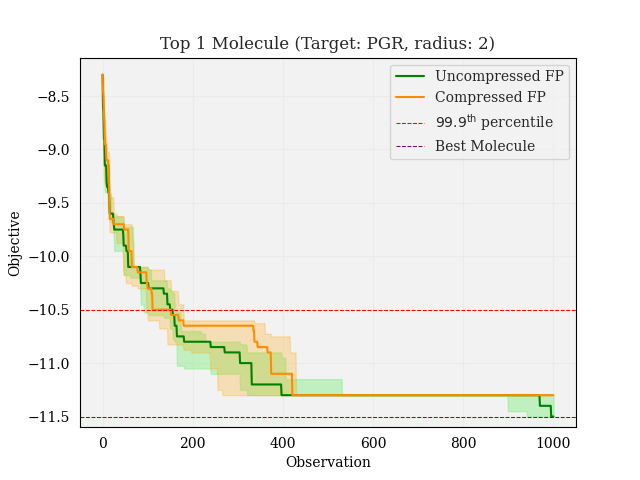 Top 1 Molecule (Target: PGR, radius: 2)
Uncompressed FP
Compressed FP
99.9th percentile
Best Molecule
Objective
−8.5
−9.0
−9.5
−10.0
−10.5
−11.0
−11.5
0 200 400 600 800 1000
Observation